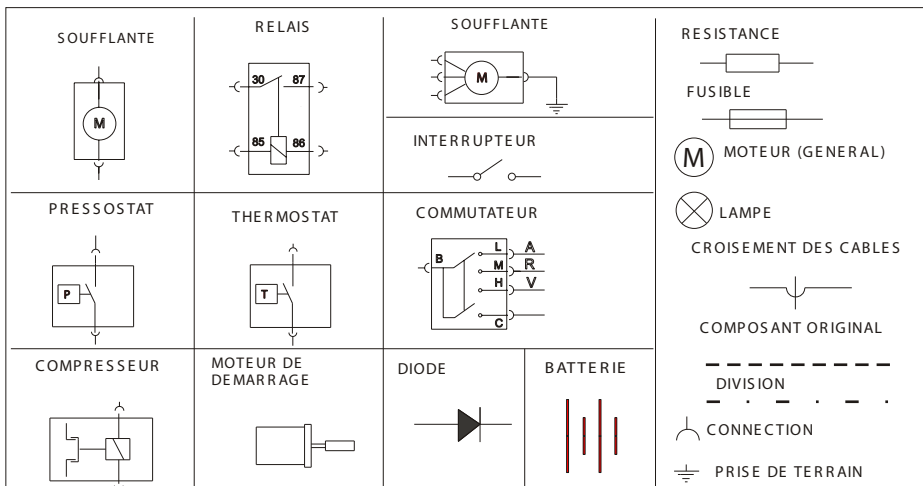 SOUFFLANTE
M
RELAIS
30 87
85 86
SOUFFLANTE
M
INTERRUPTEUR
PRESSOSTAT
P
THERMOSTAT
T
COMMUTATEUR
B
L A
M R
H V
C
COMPRESSEUR
MOTEUR DE
DEMARRAGE
DIODE
BATTERIE
RESISTANCE
FUSIBLE
M MOTEUR (GENERAL)
LAMPE
CROISEMENT DES CABLES
COMPOSANT ORIGINAL
DIVISION
CONNECTION
PRISE DE TERRAIN